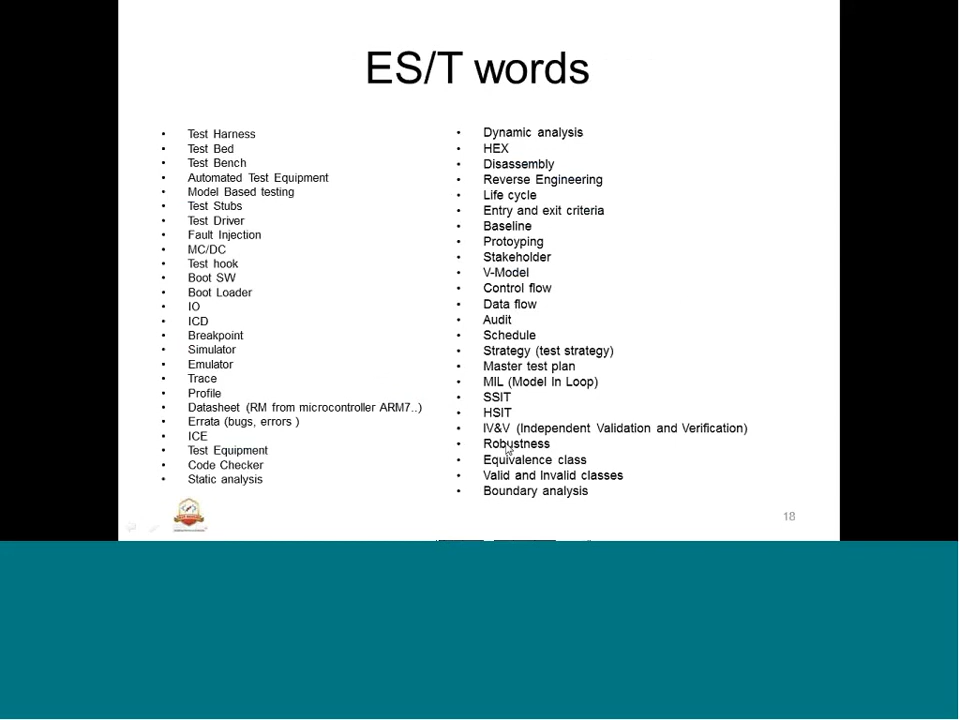 ES/T words
• Test Harness
• Test Bed
• Test Bench
• Automated Test Equipment
• Model Based testing
• Test Stubs
• Test Driver
• Fault Injection
• MC/DC
• Test hook
• Boot SW
• Boot Loader
• IO
• ICD
• Breakpoint
• Simulator
• Emulator
• Trace
• Profile
• Datasheet (RM from microcontroller ARM7..)
• Errata (bugs, errors )
• ICE
• Test Equipment
• Code Checker
• Static analysis
• Dynamic analysis
• HEX
• Disassembly
• Reverse Engineering
• Life cycle
• Entry and exit criteria
• Baseline
• Protoyping
• Stakeholder
• V-Model
• Control flow
• Data flow
• Audit
• Schedule
• Strategy (test strategy)
• Master test plan
• MIL (Model In Loop)
• SSIT
• HSIT
• IV&V (Independent Validation and Verification)
• Robustness
• Equivalence class
• Valid and Invalid classes
• Boundary analysis
18